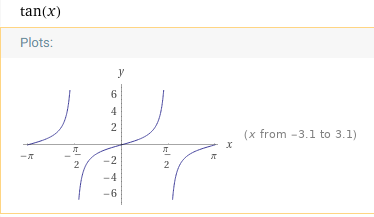 tan(x)
Plots:
y
6
4
2
-π
-π/2
π/2
π
x
-2
-4
-6
(x from -3.1 to 3.1)